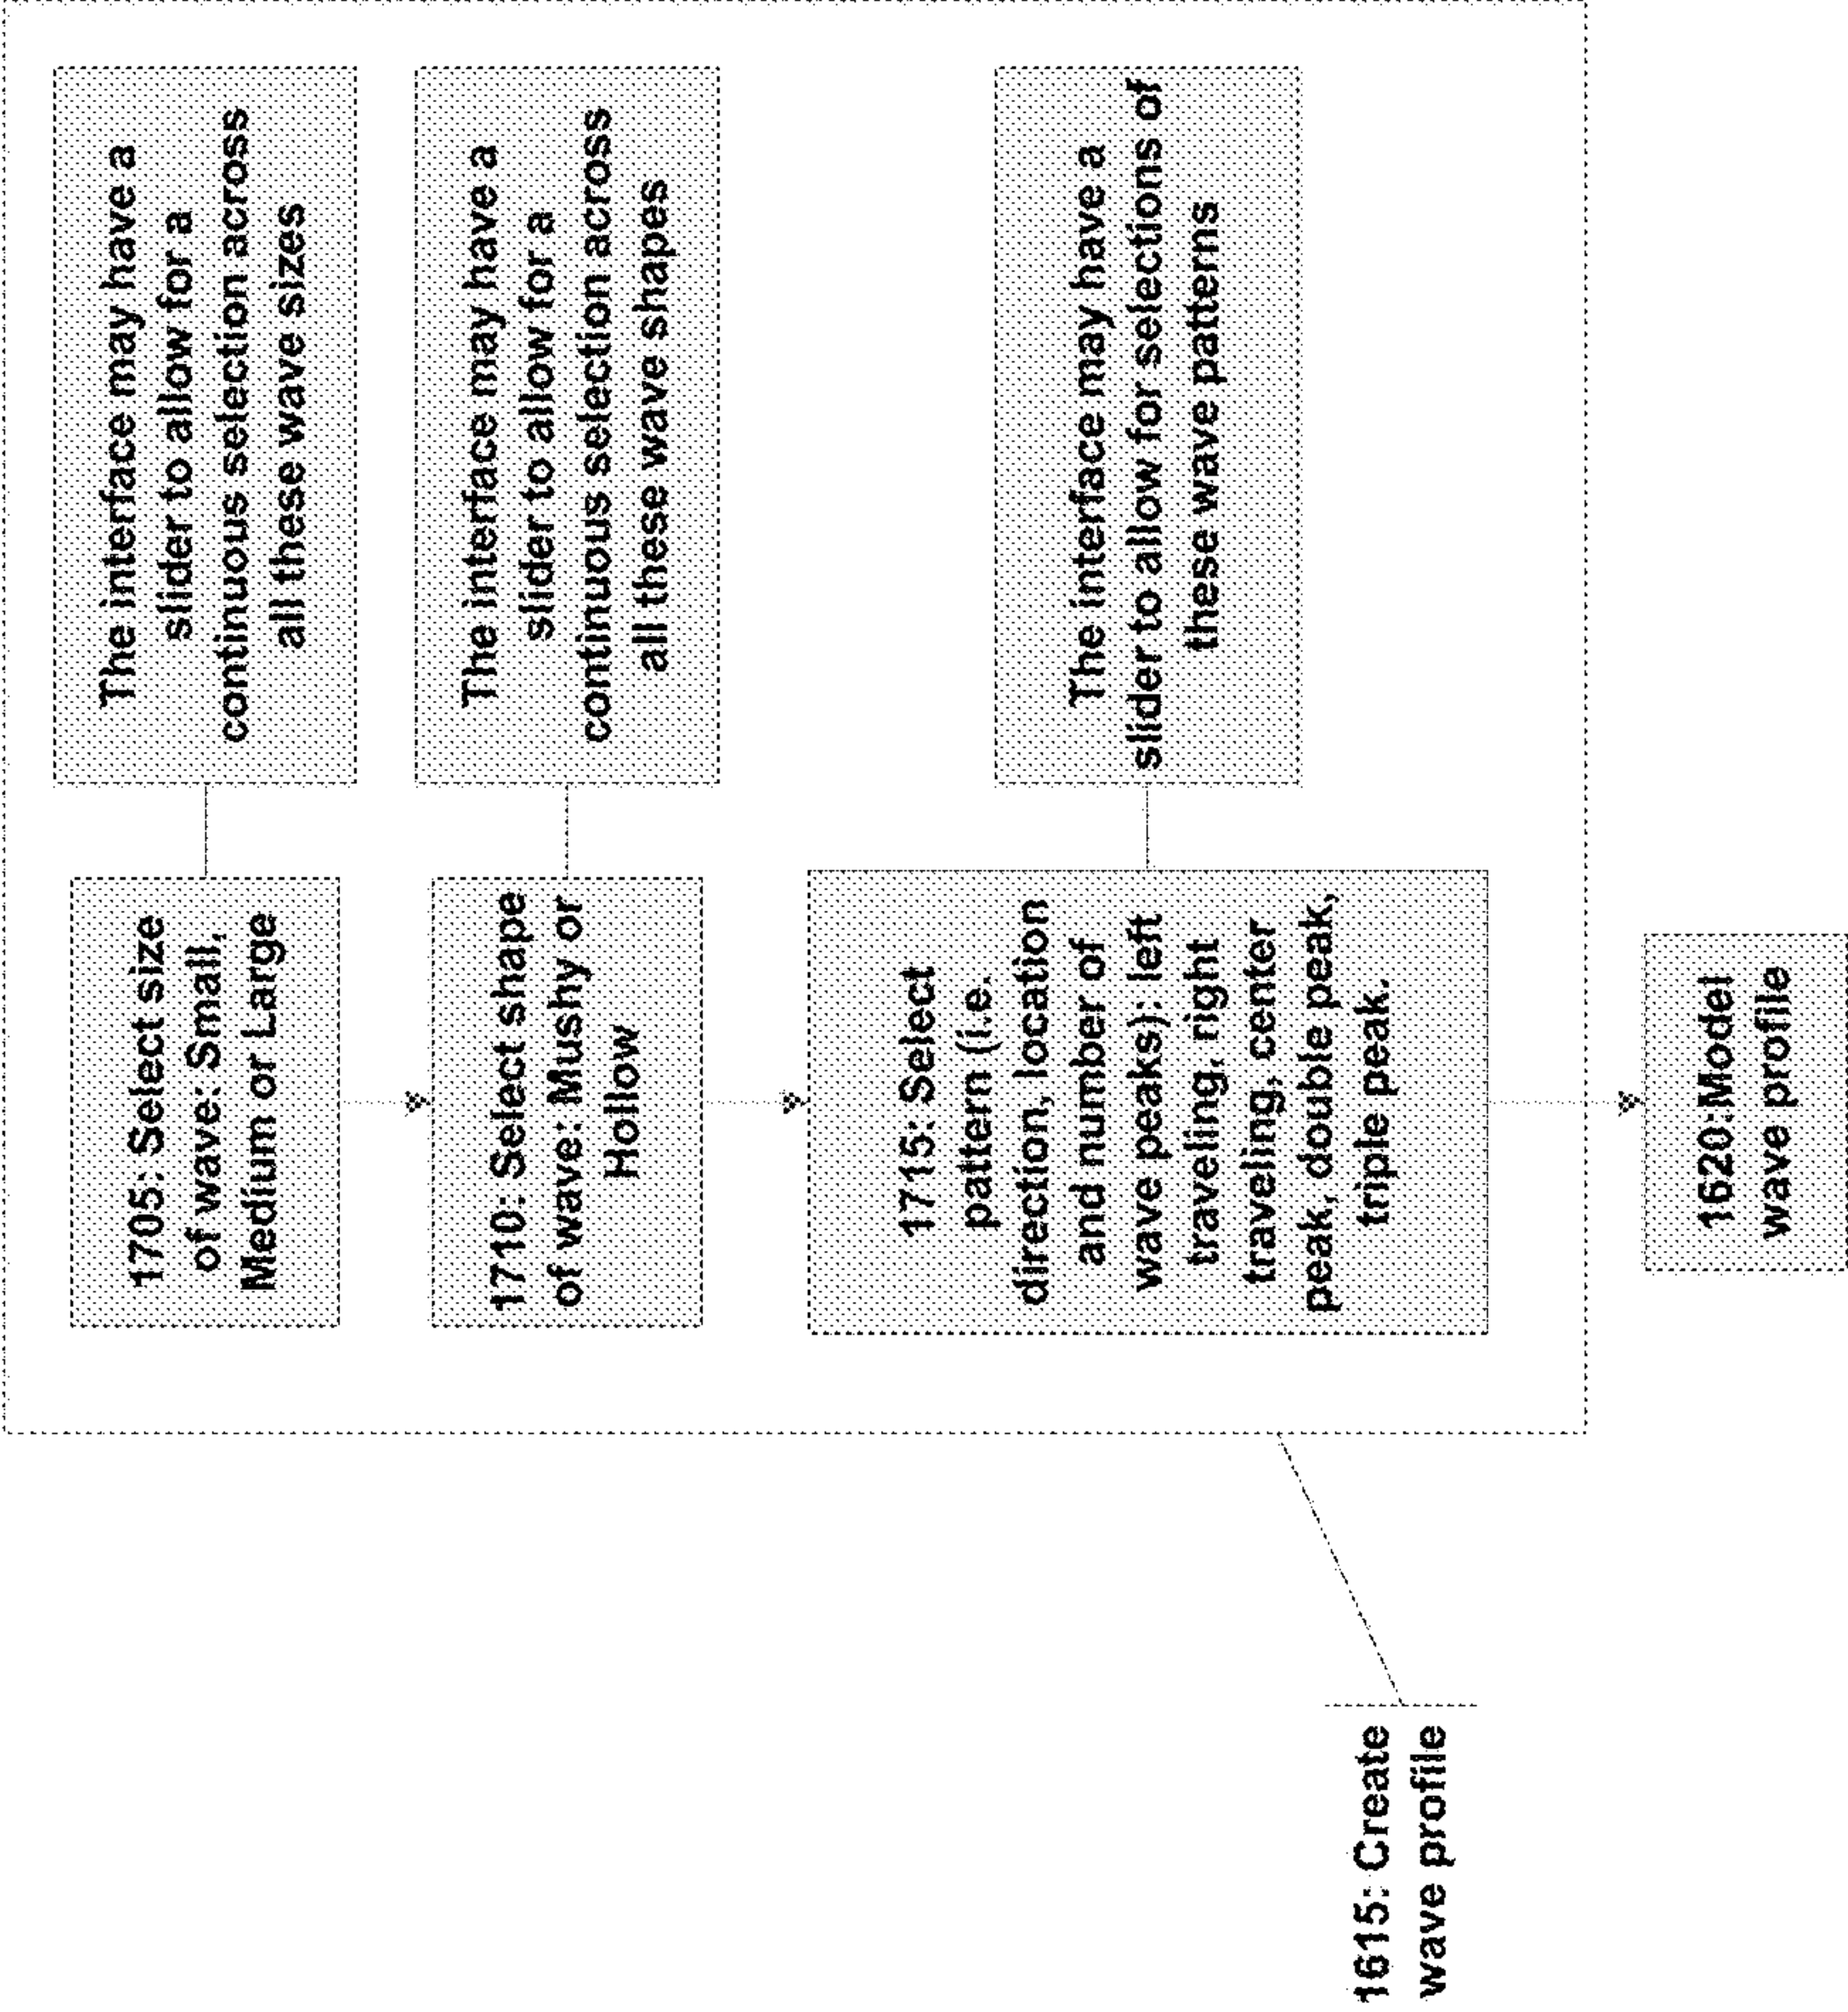 1705: Select size
of wave: Small,
Medium or Large
The interface may have a
slider to allow for a
continuous selection across
all these wave sizes
1710: Select shape
of wave: Mushy or
Hollow
The interface may have a
slider to allow for a
continuous selection across
all these wave shapes
1715: Select
pattern (i.e.
direction, location
and number of
wave peaks): left
traveling, right
traveling, center
peak, double peak,
triple peak.
The interface may have a
slider to allow for selections of
these wave patterns
1615: Create
wave profile
1620:Model
wave profile